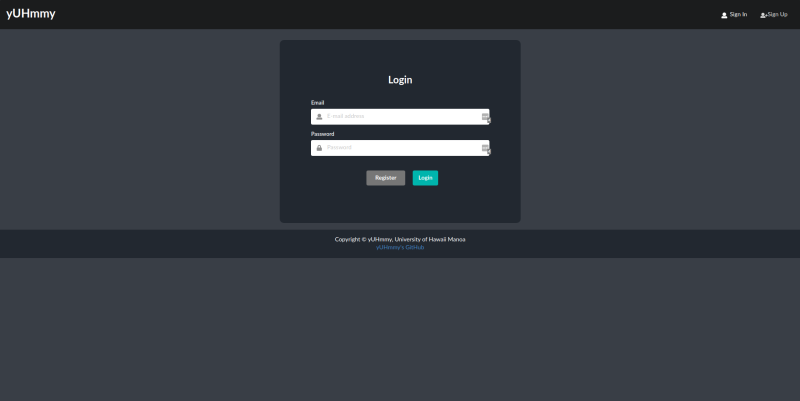 yUHmmy
Sign In
Sign Up
Login
Email
E-mail address
Password
Password
Register
Login
Copyright © yUHmmy, University of Hawaii Manoa
yUHmmy's GitHub